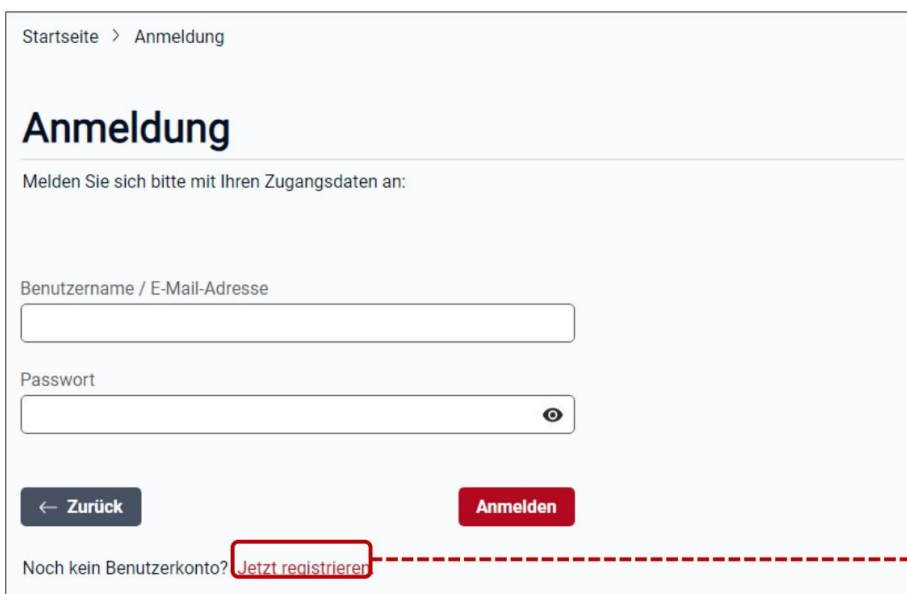 Startseite > Anmeldung
Anmeldung
Melden Sie sich bitte mit Ihren Zugangsdaten an:
Benutzername / E-Mail-Adresse
Passwort
← Zurück Anmelden
Noch kein Benutzerkonto? Jetzt registrieren